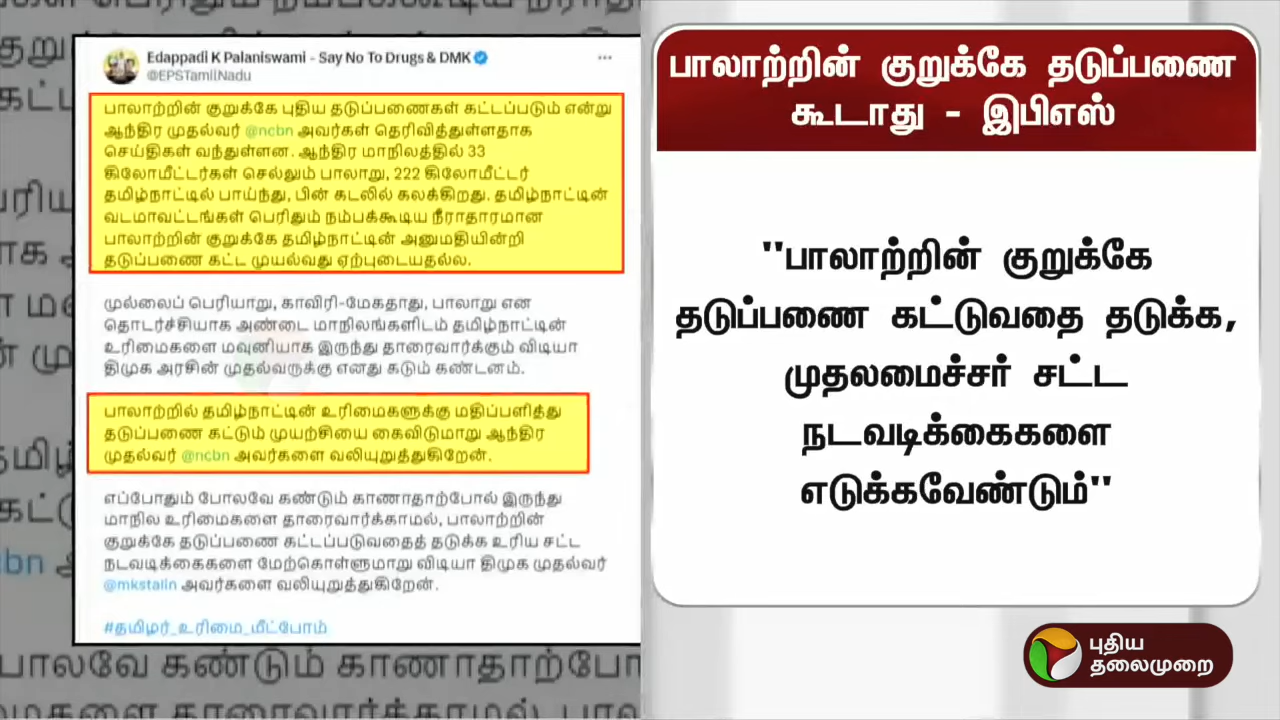 Edappadi K Palaniswami - Say No To Drugs & DMK
@EPSTamilNadu
பாலாற்றின் குறுக்கே புதிய தடுப்பணைகள் கட்டப்படும் என்று
ஆந்திர முதல்வர் @ncbn அவர்கள் தெரிவித்துள்ளதாக
செய்திகள் வந்துள்ளன. ஆந்திர மாநிலத்தில் 33
கிலோமீட்டர்கள் செல்லும் பாலாறு, 222 கிலோமீட்டர்
தமிழ்நாட்டில் பாய்ந்து, பின் கடலில் கலக்கிறது. தமிழ்நாட்டின்
வடமாவட்டங்கள் பெரிதும் நம்பக்கூடிய நீராதாரமான
பாலாற்றின் குறுக்கே தமிழ்நாட்டின் அனுமதியின்றி
தடுப்பணை கட்ட முயல்வது ஏற்புடையதல்ல.
முல்லைப் பெரியாறு, காவிரி-மேகதாது, பாலாறு என
தொடர்ச்சியாக அண்டை மாநிலங்களிடம் தமிழ்நாட்டின்
உரிமைகளை மவுனியாக இருந்து தாரைவார்க்கும் விடியா
திமுக அரசின் முதல்வருக்கு எனது கடும் கண்டனம்.
பாலாற்றில் தமிழ்நாட்டின் உரிமைகளுக்கு மதிப்பளித்து
தடுப்பணை கட்டும் முயற்சியை கைவிடுமாறு ஆந்திர
முதல்வர் @ncbn அவர்களை வலியுறுத்துகிறேன்.
எப்போதும் போலவே கண்டும் காணாதாற்போல் இருந்து
மாநில உரிமைகளை தாரைவார்க்காமல், பாலாற்றின்
குறுக்கே தடுப்பணை கட்டப்படுவதைத் தடுக்க உரிய சட்ட
நடவடிக்கைகளை மேற்கொள்ளுமாறு விடியா திமுக முதல்வர்
@mkstalin அவர்களை வலியுறுத்துகிறேன்.
#தமிழர்_உரிமை_மீட்போம்
பாலாற்றின் குறுக்கே தடுப்பணை
கூடாது - இபிஎஸ்
"பாலாற்றின் குறுக்கே
தடுப்பணை கட்டுவதை தடுக்க,
முதலமைச்சர் சட்ட
நடவடிக்கைகளை
எடுக்கவேண்டும்"
புதிய
தலைமுறை